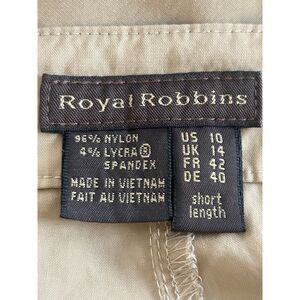 Royal Robbins
96% NYLON
4% LYCRA®
SPANDEX
MADE IN VIETNAM
FAIT AU VIETNAM
US 10
UK 14
FR 42
DE 40
short
length